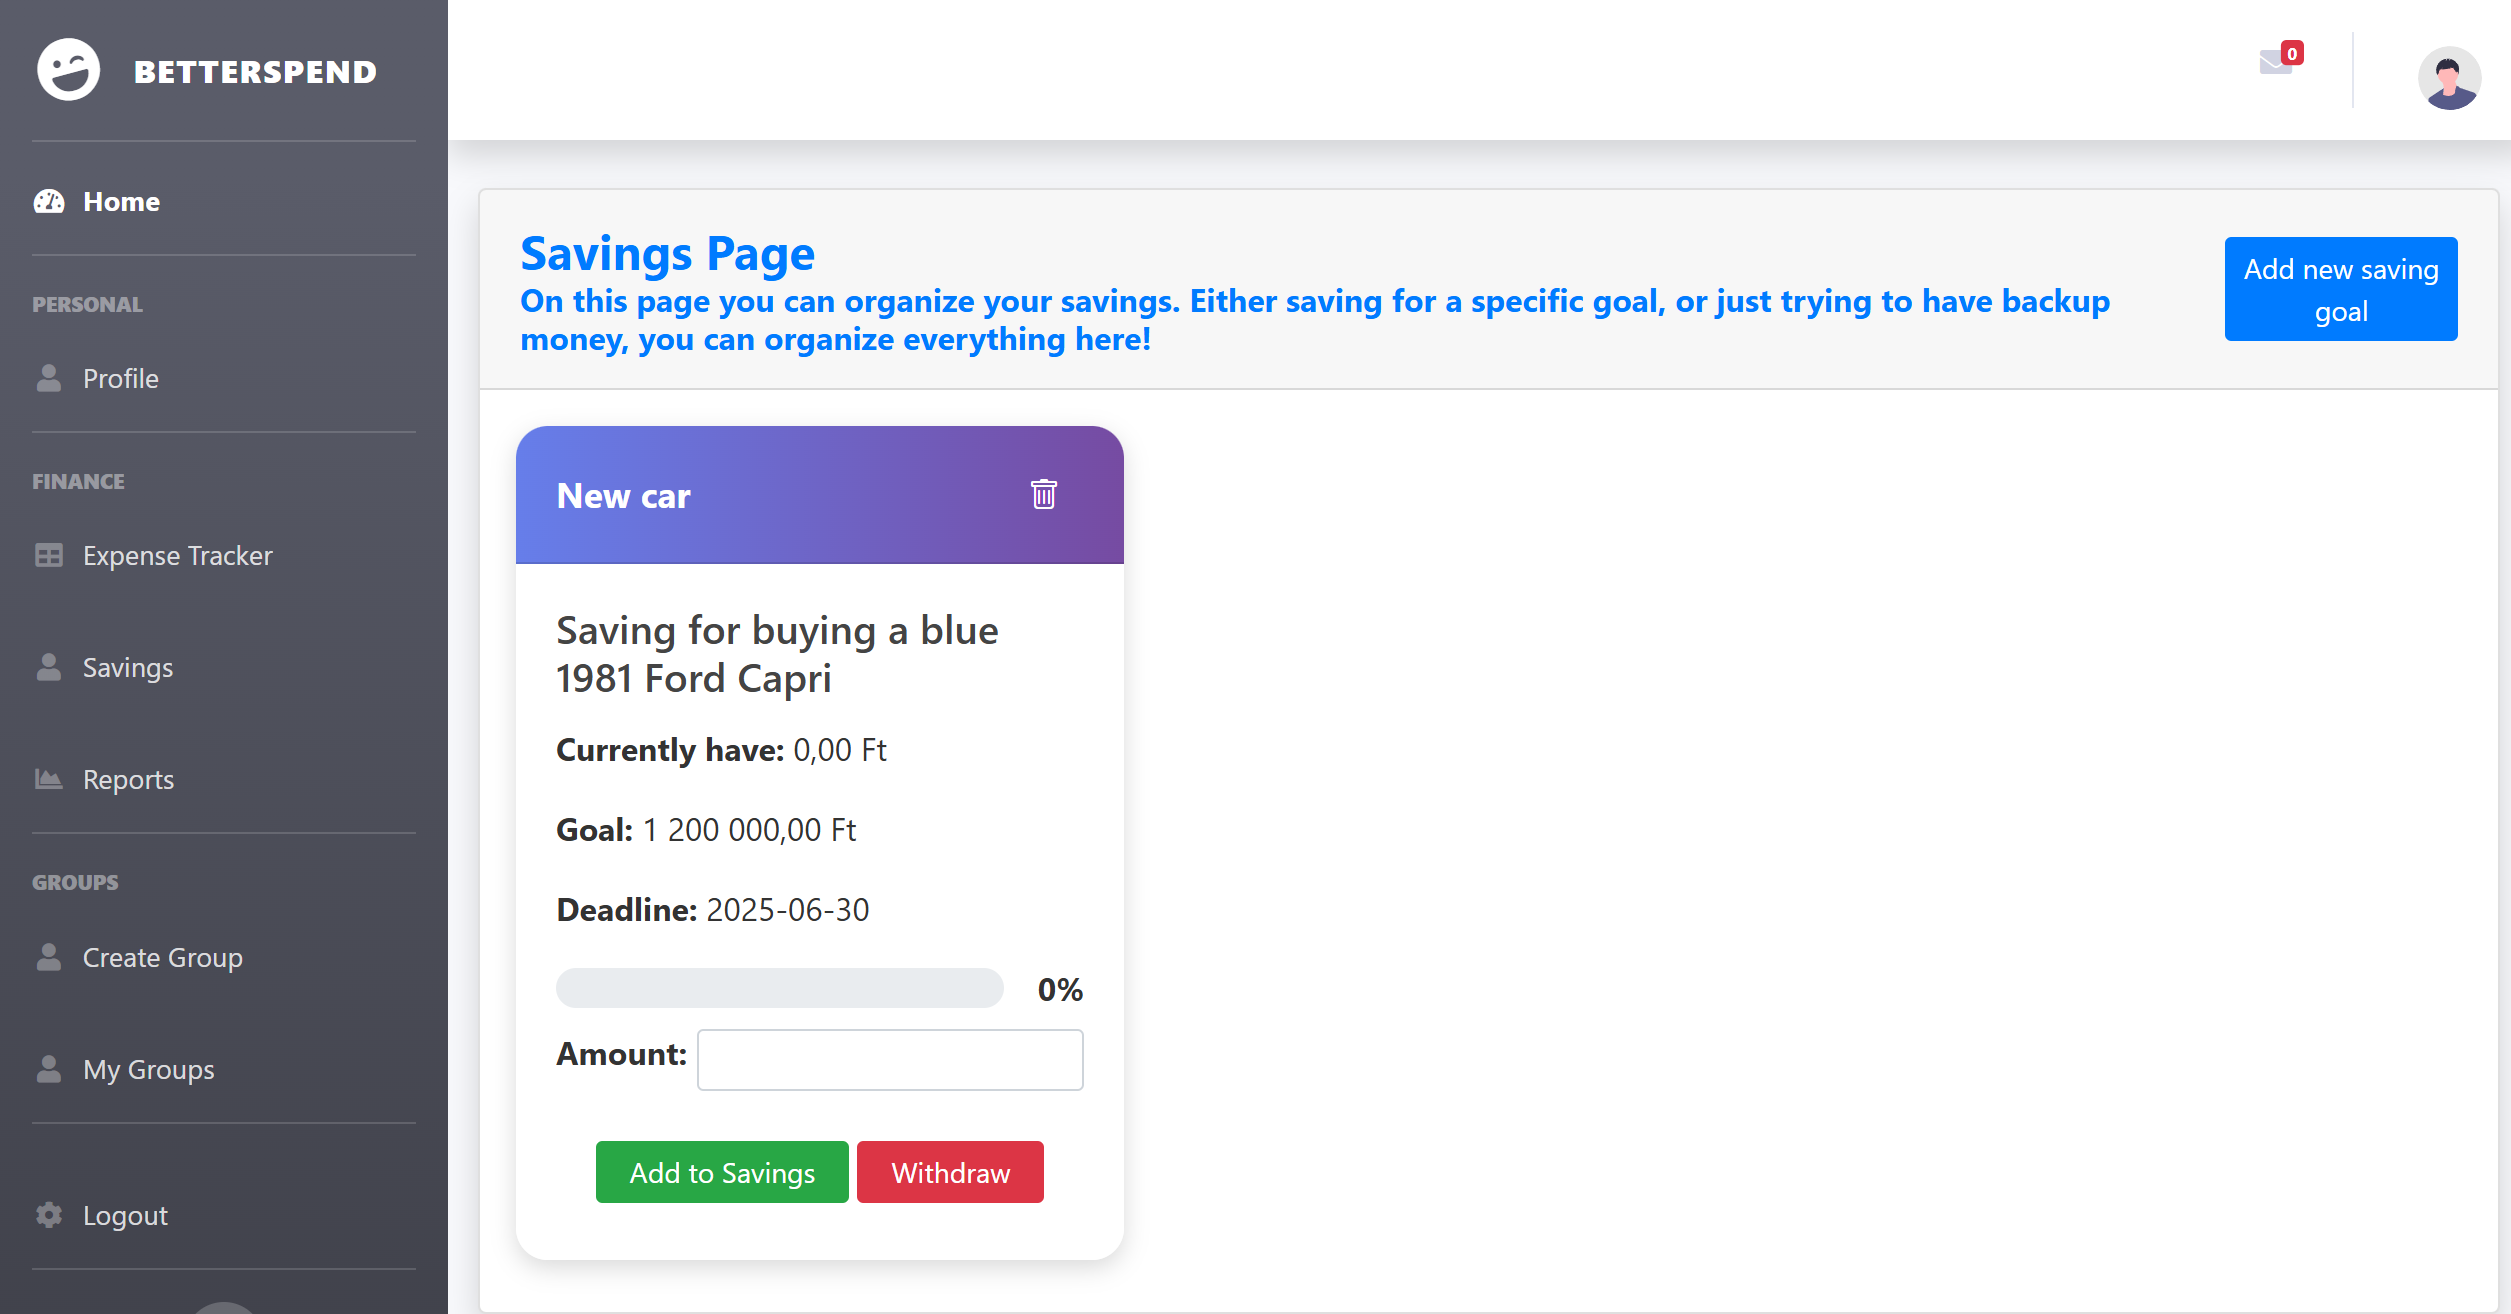 BETTERSPEND
Home
PERSONAL
Profile
FINANCE
Expense Tracker
Savings
Reports
GROUPS
Create Group
My Groups
Logout
0
Savings Page
On this page you can organize your savings. Either saving for a specific goal, or just trying to have backup
money, you can organize everything here!
Add new saving
goal
New car
Saving for buying a blue
1981 Ford Capri
Currently have: 0,00 Ft
Goal: 1 200 000,00 Ft
Deadline: 2025-06-30
0%
Amount:
Add to Savings
Withdraw